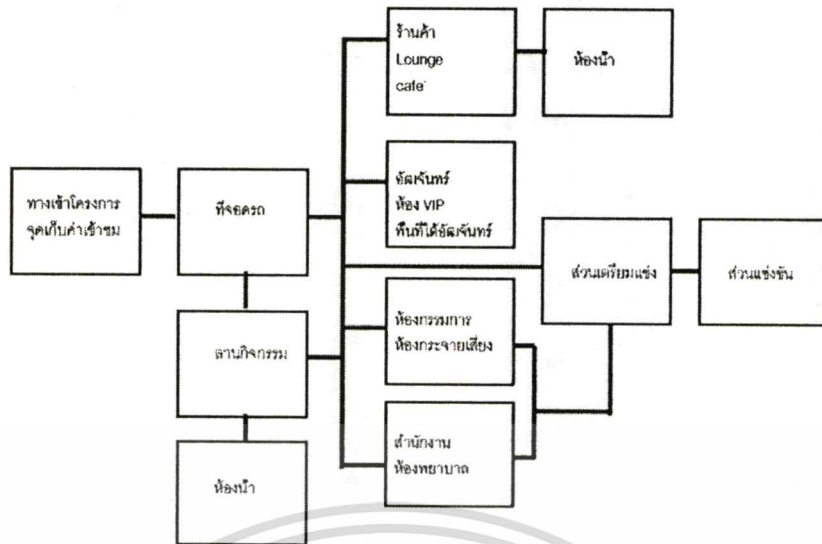 ร้านค้า
Lounge
cafe'
ห้องน้ำ
ทางเข้าโครงการ
จุดเก็บค่าเข้าชม
ที่จอดรถ
อัฒจันทร์
ห้อง VIP
พื้นที่ใต้อัฒจันทร์
ส่วนเตรียมแข่ง
ส่วนแข่งขัน
ลานกิจกรรม
ห้องกรรมการ
ห้องกระจายเสียง
สำนักงาน
ห้องพยาบาล
ห้องน้ำ